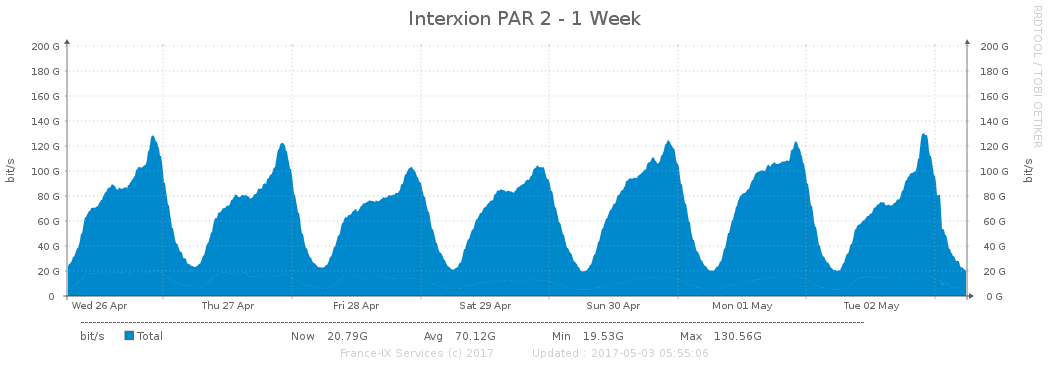 Interxion PAR 2 - 1 Week
RRDTOOL / TOBI OETIKER
200 G 200 G
180 G 180 G
160 G 160 G
140 G 140 G
120 G 120 G
100 G 100 G
80 G 80 G
60 G 60 G
40 G 40 G
20 G 20 G
0 0 G
bit/s bit/s
Wed 26 Apr Thu 27 Apr Fri 28 Apr Sat 29 Apr Sun 30 Apr Mon 01 May Tue 02 May
bit/s Total Now 20.79G Avg 70.12G Min 19.53G Max 130.56G
France-IX Services (c) 2017 Updated : 2017-05-03 05:55:06